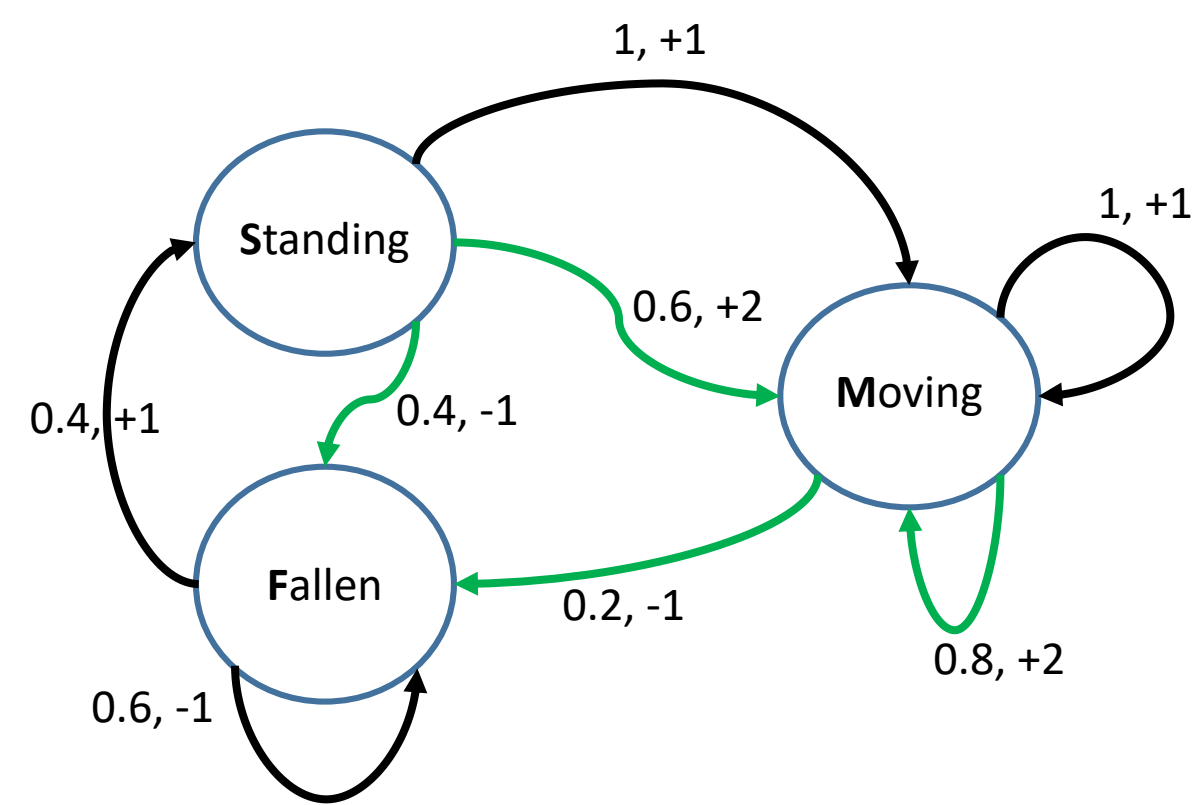 1, +1
1, +1
Standing
0.6, +2
Moving
0.4, +1
0.4, -1
Fallen
0.2, -1
0.8, +2
0.6, -1